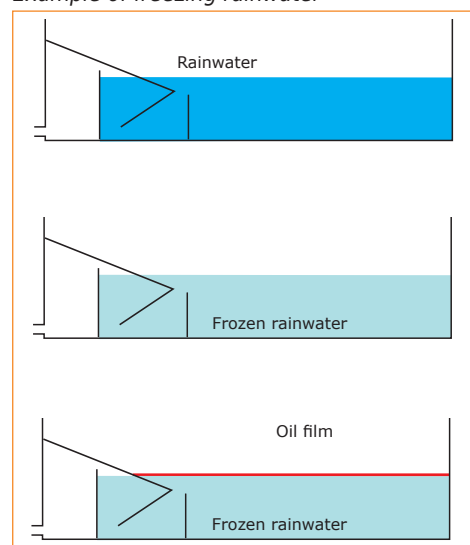 Example of freezing rainwater
Rainwater
Frozen rainwater
Oil film
Frozen rainwater